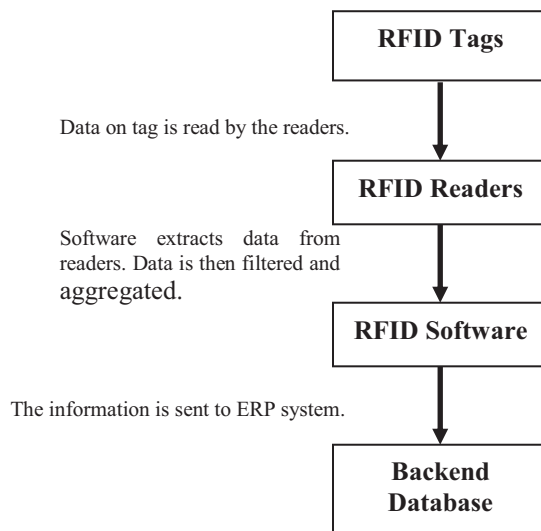 RFID Tags
Data on tag is read by the readers.
RFID Readers
Software extracts data from
readers. Data is then filtered and
aggregated.
RFID Software
The information is sent to ERP system.
Backend
Database